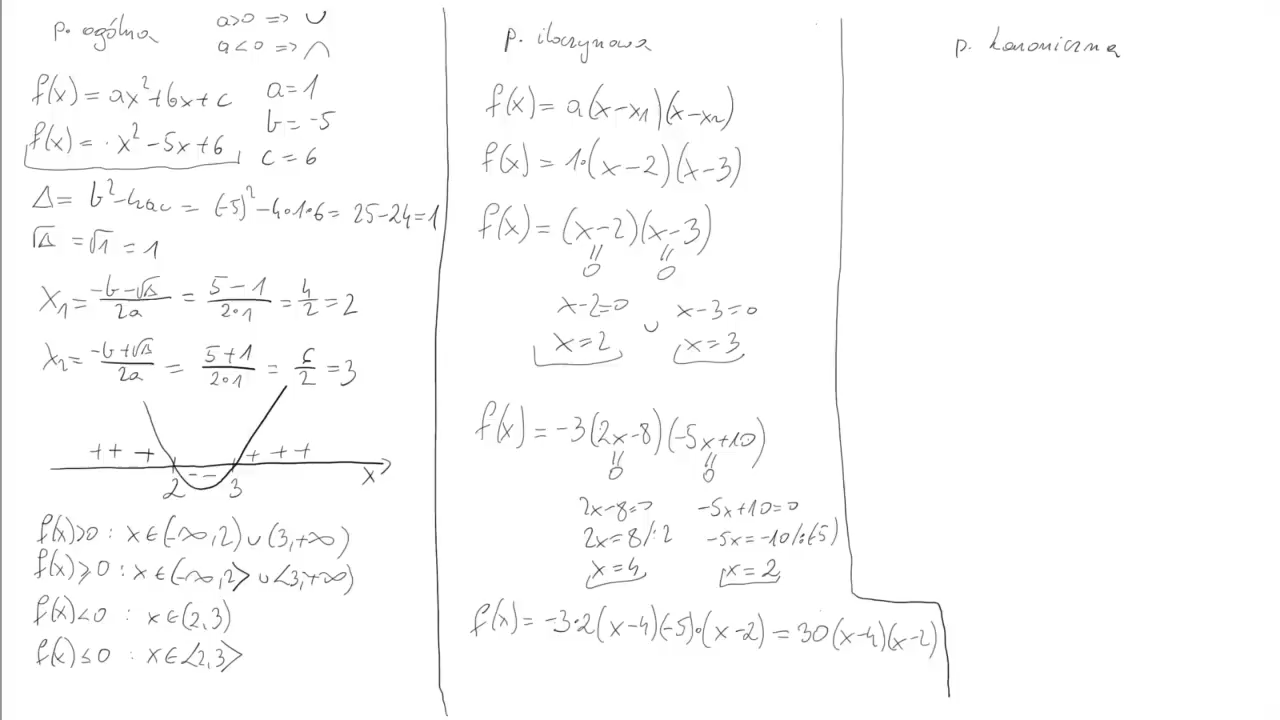 p. ogólna
a>0 => ∪
a<0 => ∩
f(x) = ax²+bx+c
a=1
f(x) = x² - 5x+6
b = -5
c = 6
Δ = b²-4ac = (-5)² - 4·1·6 = 25-24=1
√Δ = √1 = 1
x₁ = (-b-√Δ)/2a = (5-1)/(2·1) = 4/2 = 2
x₂ = (-b+√Δ)/2a = (5+1)/(2·1) = 6/2 = 3
+ + + + + +
- -
2 3 x
f(x)>0 : x∈(-∞,2)∪(3,+∞)
f(x)≥0 : x∈(-∞,2>∪<3,+∞)
f(x)<0 : x∈(2,3)
f(x)≤0 : x∈<2,3>
p. iloczynowa
f(x) = a(x-x₁)(x-x₂)
f(x) = 1·(x-2)(x-3)
f(x) = (x-2)(x-3)
= =
0 0
x-2=0 ∪ x-3=0
x=2 x=3
f(x) = -3(2x-8)(-5x+10)
= =
0 0
2x-8=0 -5x+10=0
2x=8/:2 -5x=-10/:(-5)
x=4 x=2
f(x) = -3·2(x-4)(-5)·(x-2) = 30(x-4)(x-2)
p. kanoniczna